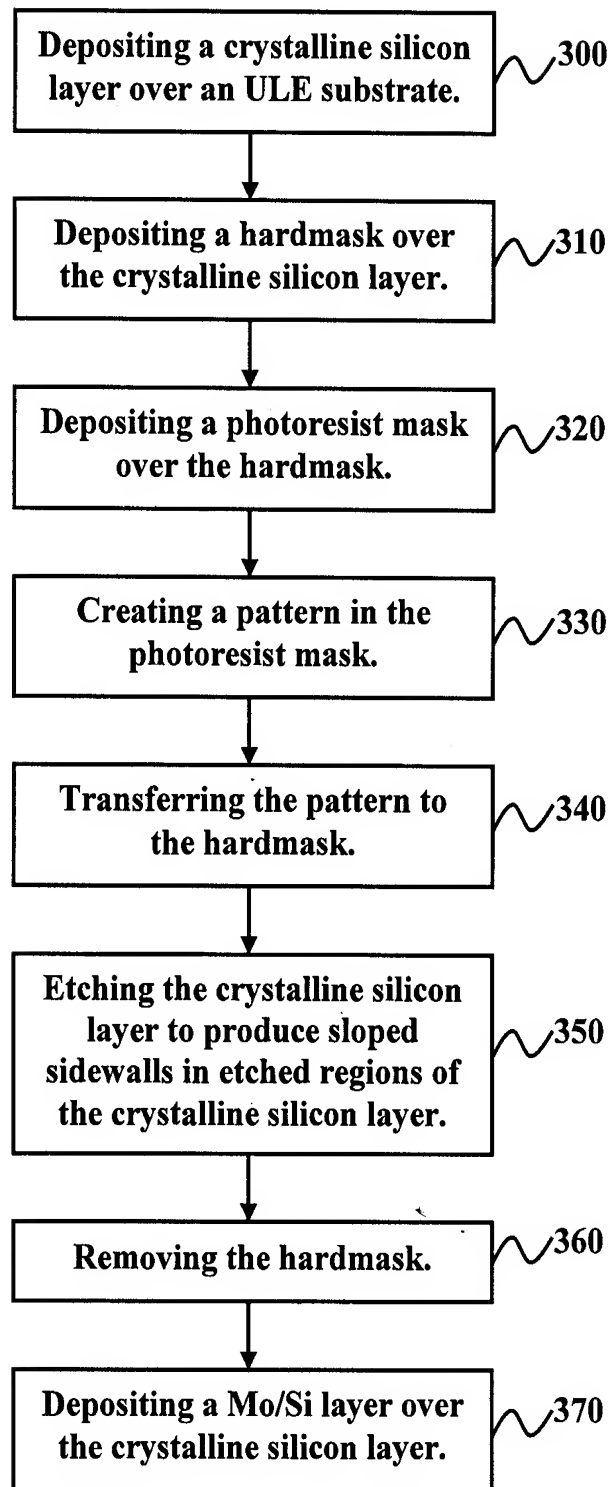 Depositing a crystalline silicon
layer over an ULE substrate.
300
Depositing a hardmask over
the crystalline silicon layer.
310
Depositing a photoresist mask
over the hardmask.
320
Creating a pattern in the
photoresist mask.
330
Transferring the pattern to
the hardmask.
340
Etching the crystalline silicon
layer to produce sloped
sidewalls in etched regions of
the crystalline silicon layer.
350
Removing the hardmask.
360
Depositing a Mo/Si layer over
the crystalline silicon layer.
370